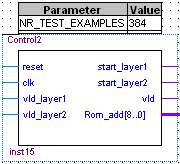 Parameter Value
NR_TEST_EXAMPLES 384
Control2
reset start_layer1
clk start_layer2
vld_layer1 vld
vld_layer2 Rom_add[8..0]
inst15